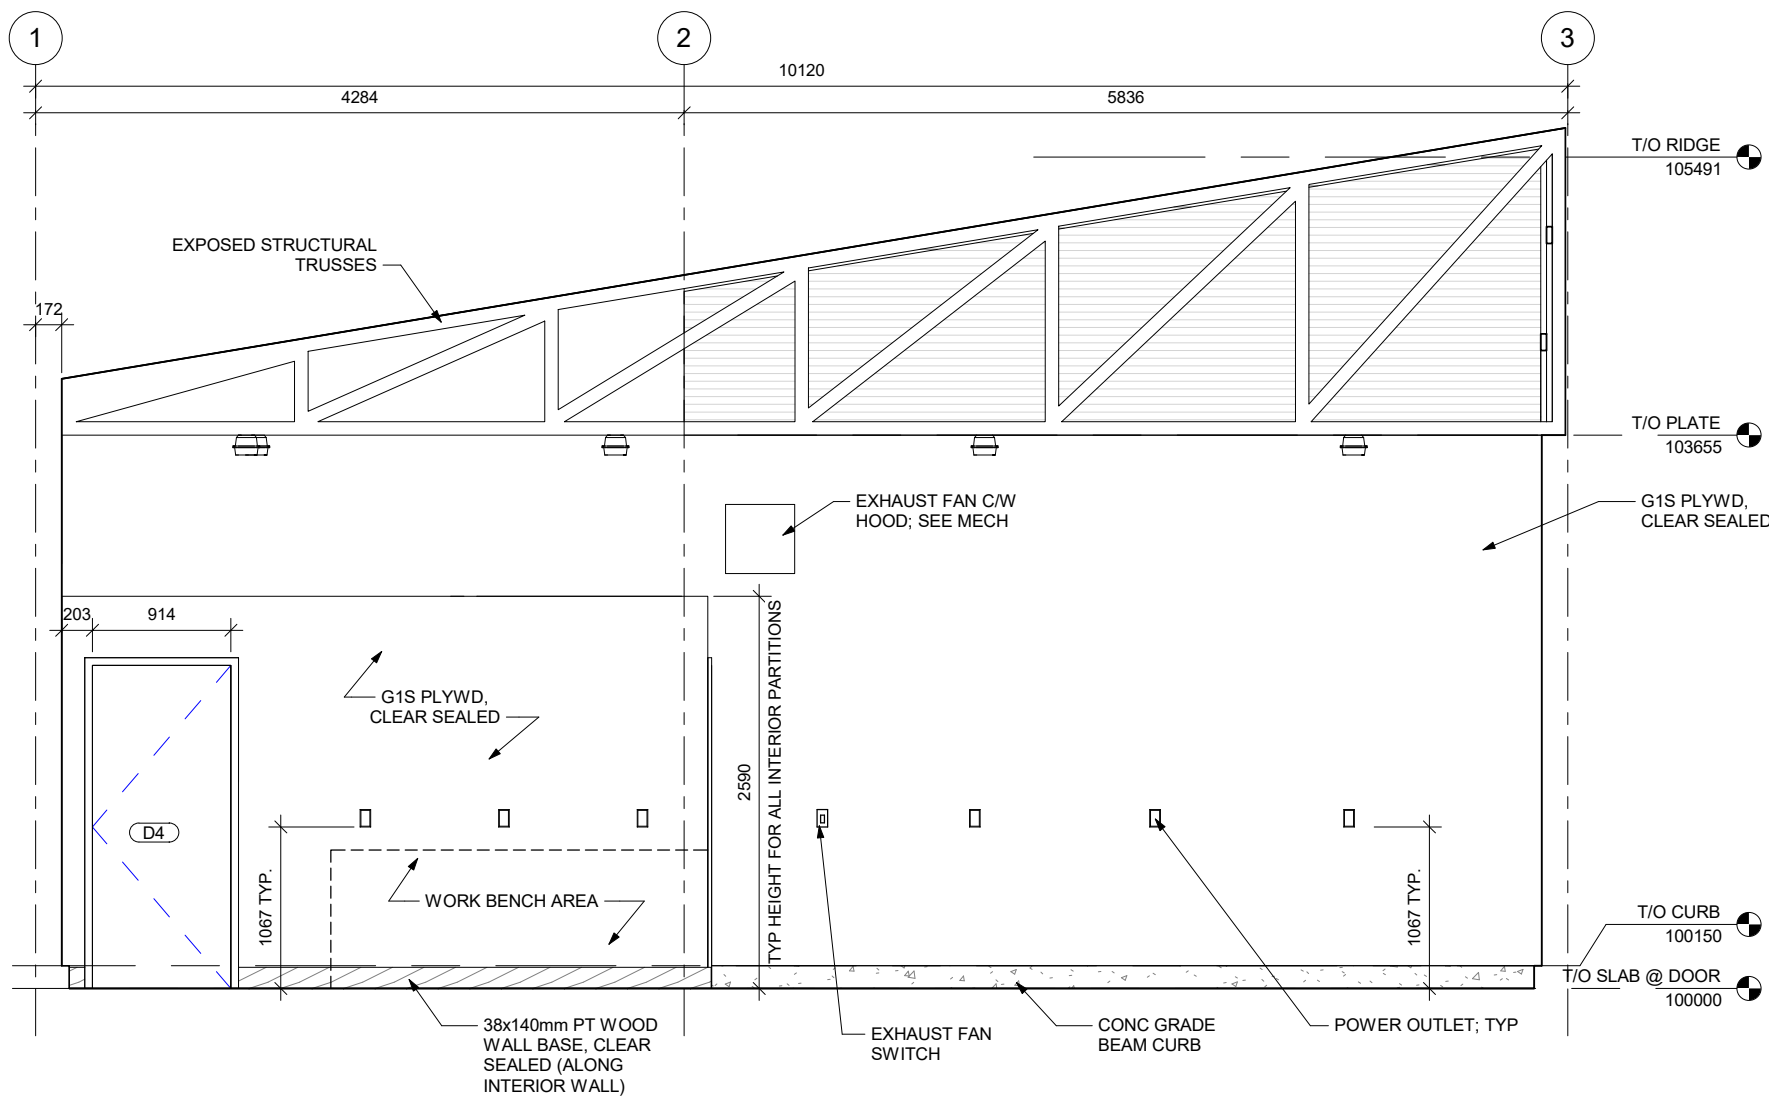 1
2
3
10120
4284
5836
T/O RIDGE
105491
EXPOSED STRUCTURAL
TRUSSES
172
T/O PLATE
103655
EXHAUST FAN C/W
HOOD; SEE MECH
G1S PLYWD,
CLEAR SEALED
203
914
G1S PLYWD,
CLEAR SEALED
2590
TYP HEIGHT FOR ALL INTERIOR PARTITIONS
D4
1067 TYP.
WORK BENCH AREA
1067 TYP.
T/O CURB
100150
T/O SLAB @ DOOR
100000
38x140mm PT WOOD
WALL BASE, CLEAR
SEALED (ALONG
INTERIOR WALL)
EXHAUST FAN
SWITCH
CONC GRADE
BEAM CURB
POWER OUTLET; TYP